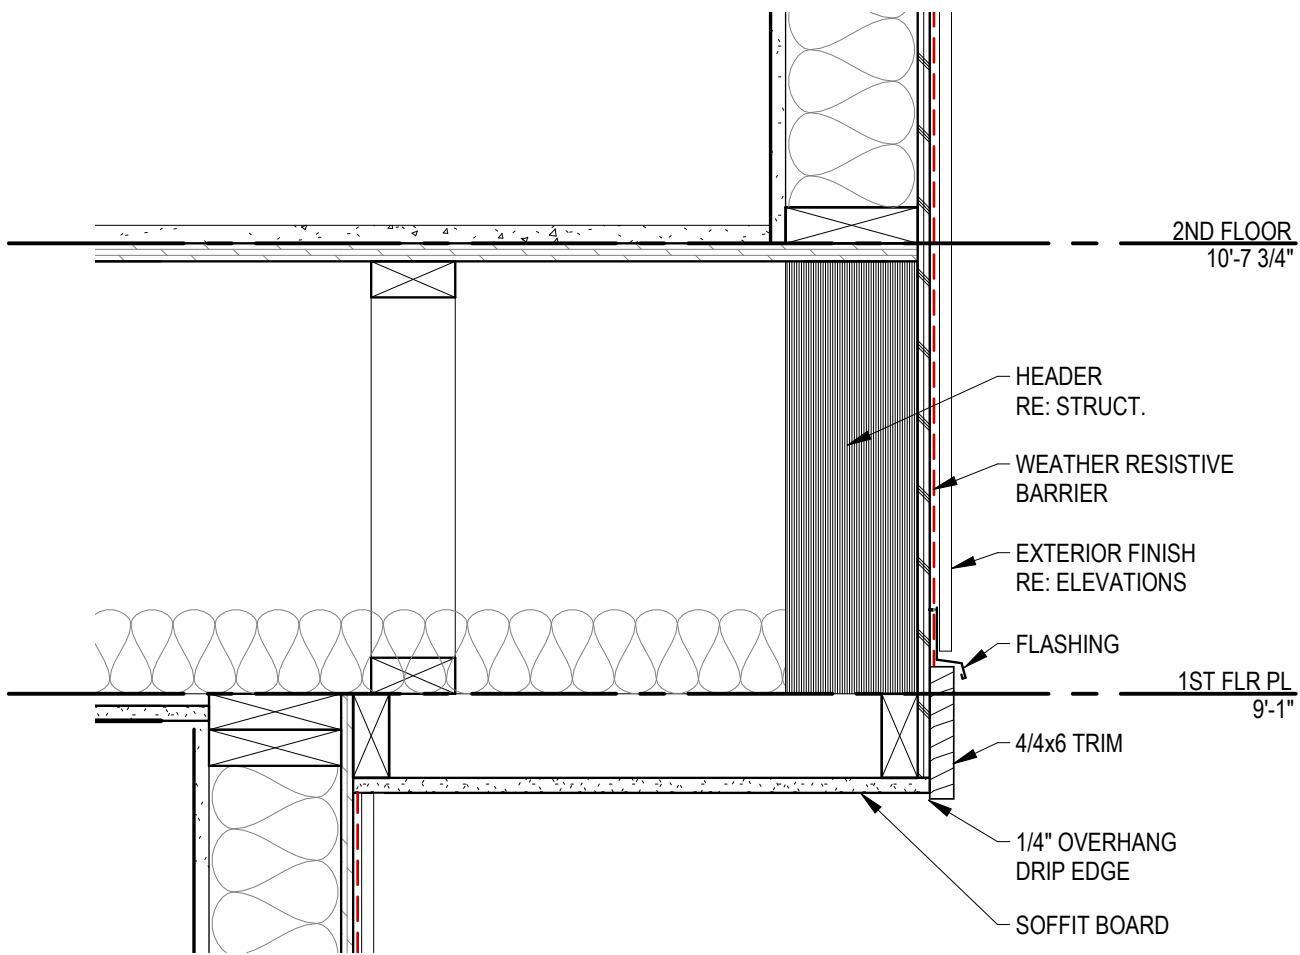 2ND FLOOR
10'-7 3/4"
HEADER
RE: STRUCT.
WEATHER RESISTIVE
BARRIER
EXTERIOR FINISH
RE: ELEVATIONS
FLASHING
1ST FLR PL
9'-1"
4/4x6 TRIM
1/4" OVERHANG
DRIP EDGE
SOFFIT BOARD